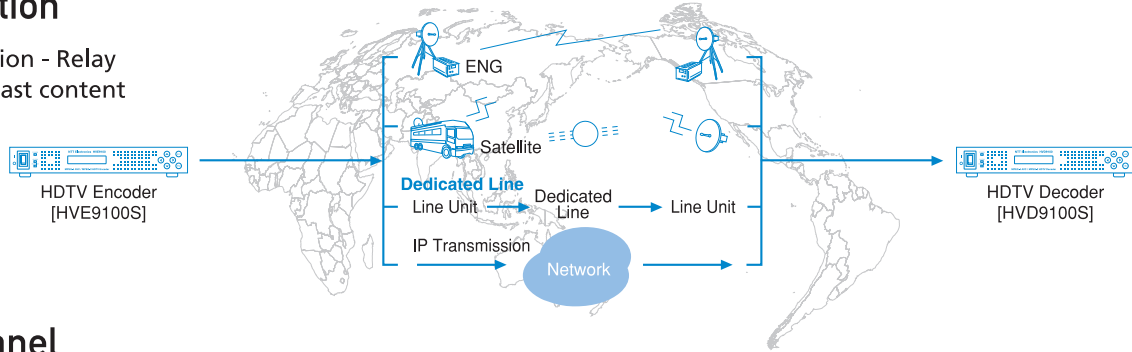 tion
ion - Relay
ast content
ENG
Satellite
Dedicated Line
Line Unit
Dedicated
Line
Line Unit
IP Transmission
Network
HDTV Encoder
[HVE9100S]
HDTV Decoder
[HVD9100S]
nnel